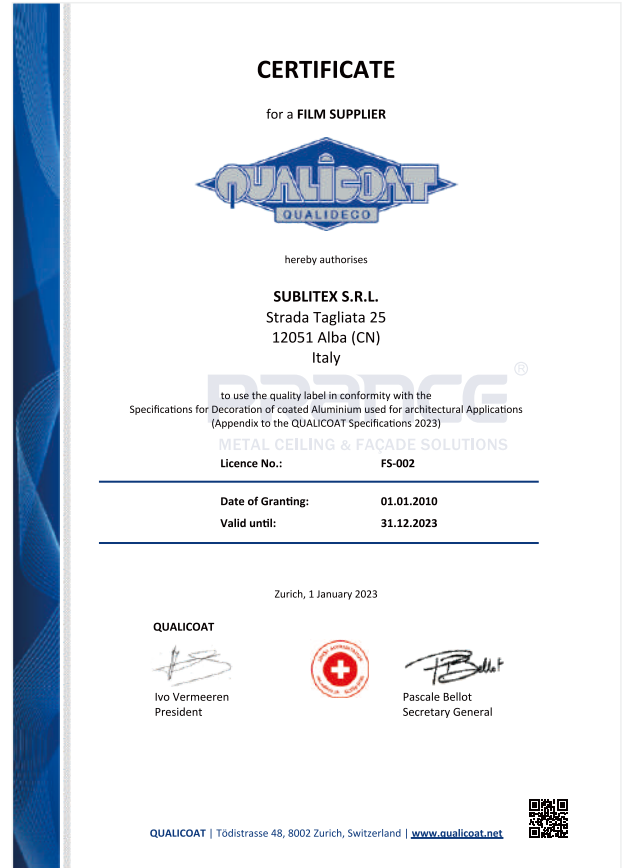 CERTIFICATE
for a FILM SUPPLIER
QUALICOAT
QUALIDECO
hereby authorises
SUBLITEX S.R.L.
Strada Tagliata 25
12051 Alba (CN)
Italy
PRANCE®
to use the quality label in conformity with the
Specifications for Decoration of coated Aluminium used for architectural Applications
(Appendix to the QUALICOAT Specifications 2023)
METAL CEILING & FAÇADE SOLUTIONS
Licence No.: FS-002
Date of Granting: 01.01.2010
Valid until: 31.12.2023
Zurich, 1 January 2023
QUALICOAT
Bellot
Ivo Vermeeren
Pascale Bellot
President
Secretary General
QUALICOAT | Tödistrasse 48, 8002 Zurich, Switzerland | www.qualicoat.net